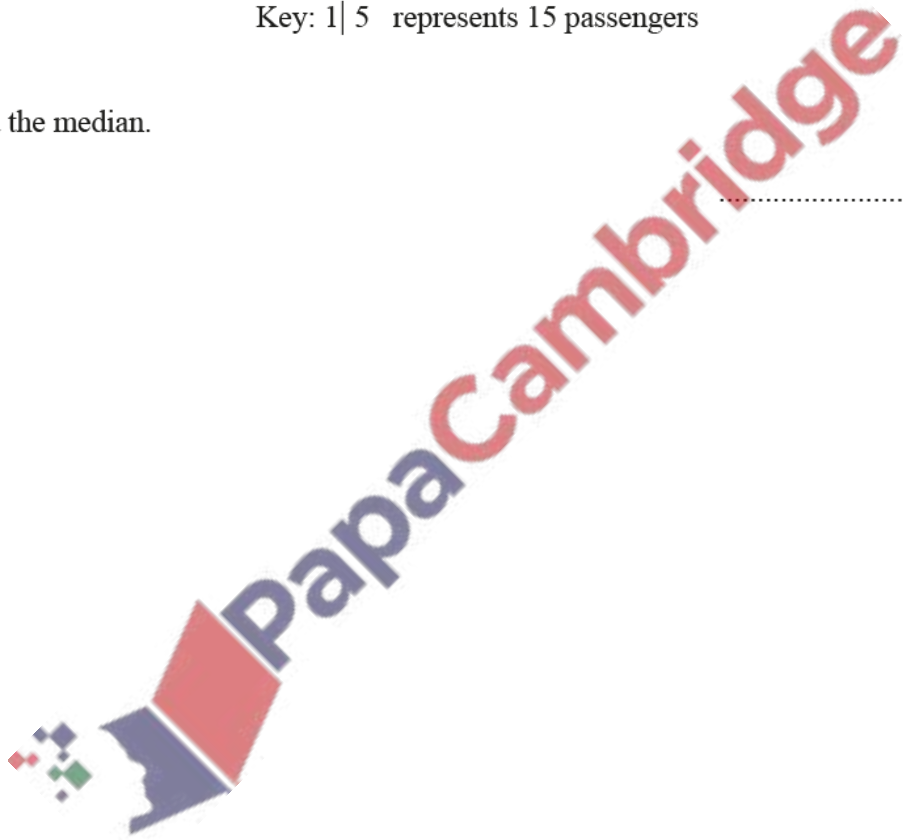 Key: 1| 5 represents 15 passengers
the median.
....................
PapaCambridge